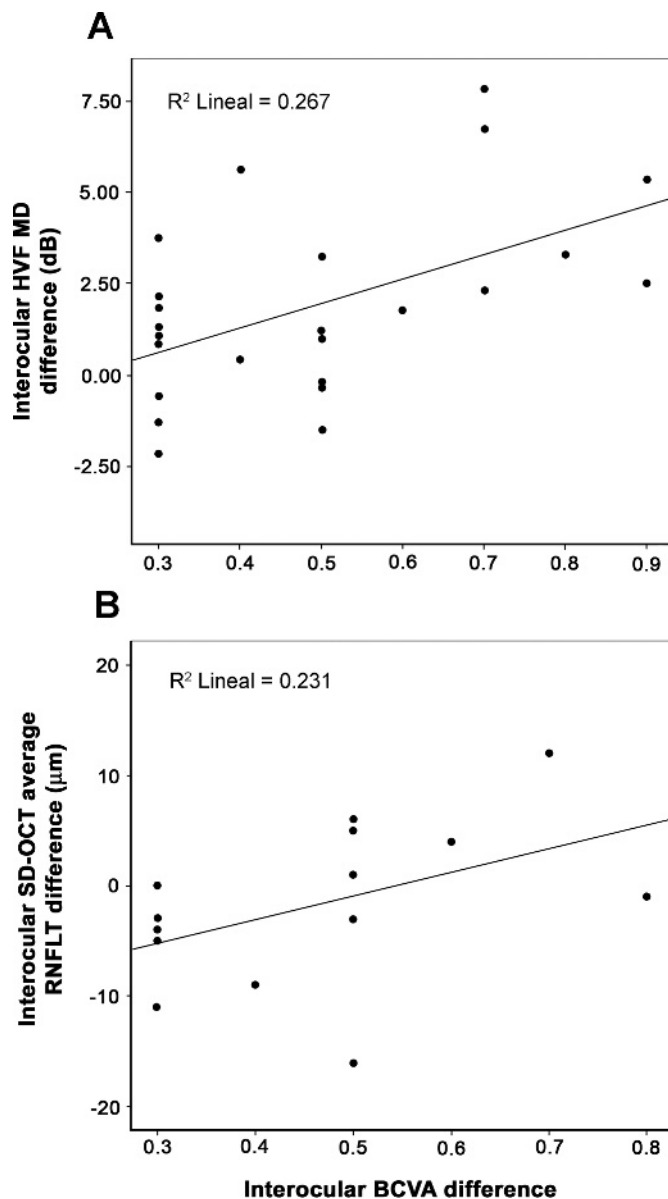 A
R² Lineal = 0.267
Interocular HVF MD
difference (dB)
7.50
5.00
2.50
0.00
-2.50
0.3 0.4 0.5 0.6 0.7 0.8 0.9
B
R² Lineal = 0.231
Interocular SD-OCT average
RNFLT difference (µm)
20
10
0
-10
-20
0.3 0.4 0.5 0.6 0.7 0.8
Interocular BCVA difference